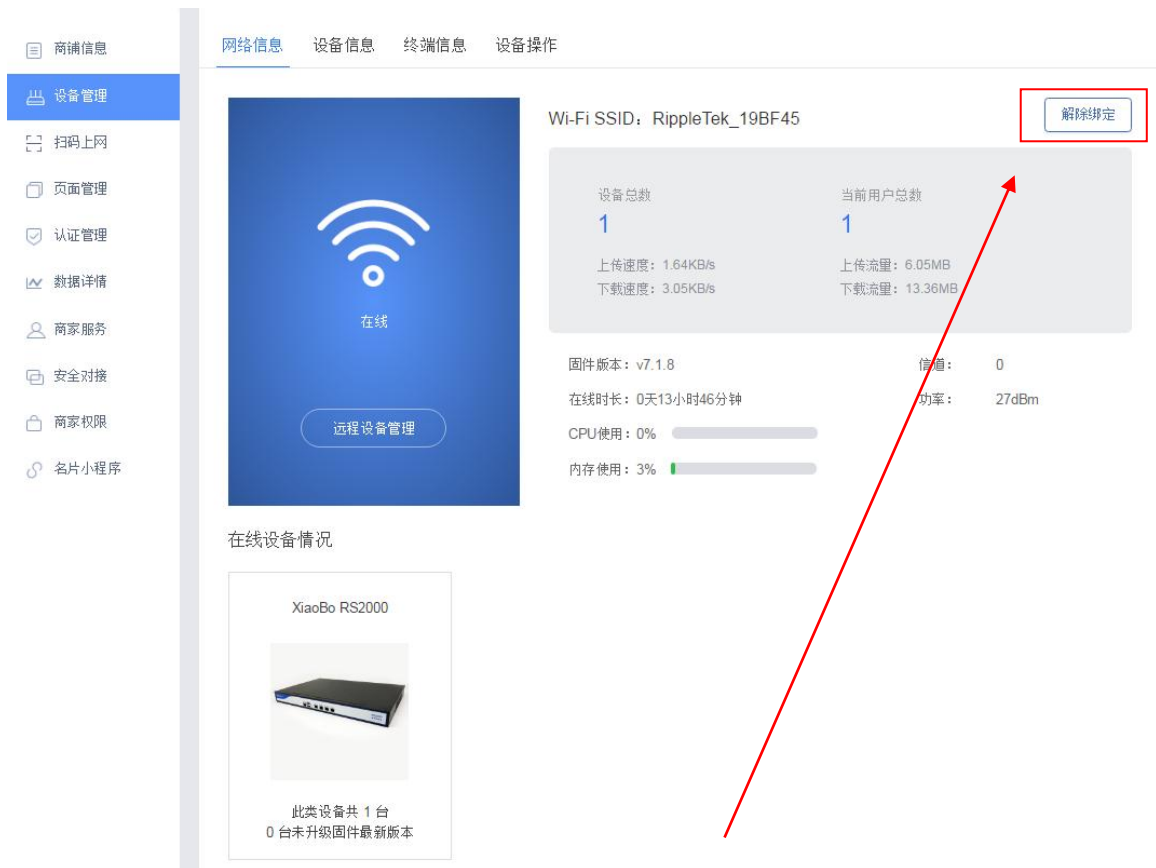 商铺信息
设备管理
扫码上网
页面管理
认证管理
数据详情
商家服务
安全对接
商家权限
名片小程序
网络信息 设备信息 终端信息 设备操作
在线
远程设备管理
Wi-Fi SSID：RippleTek_19BF45
解除绑定
设备总数 当前用户总数
1 1
上传速度：1.64KB/s 上传流量：6.05MB
下载速度：3.05KB/s 下载流量：13.36MB
固件版本：v7.1.8 信道： 0
在线时长：0天13小时46分钟 功率： 27dBm
CPU使用：0%
内存使用：3%
在线设备情况
XiaoBo RS2000
此类设备共 1 台
0 台未升级固件最新版本